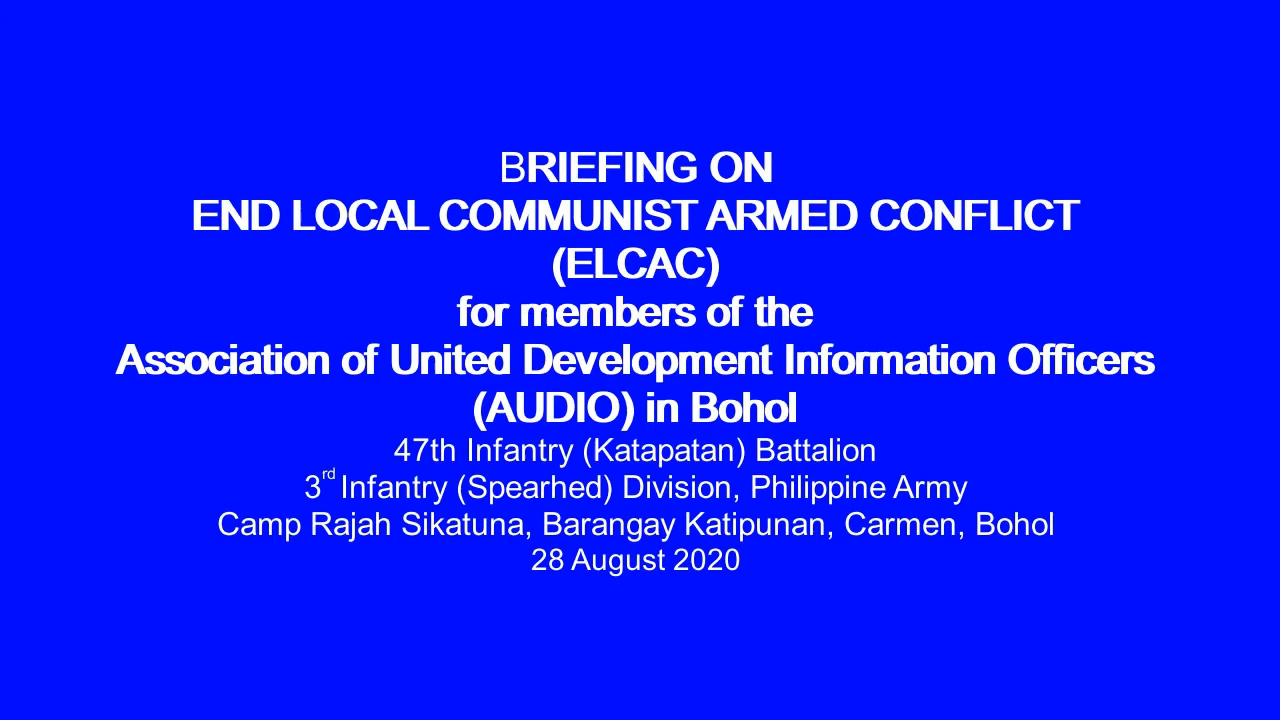 BRIEFING ON
END LOCAL COMMUNIST ARMED CONFLICT
(ELCAC)
for members of the
Association of United Development Information Officers
(AUDIO) in Bohol
47th Infantry (Katapatan) Battalion
3rd Infantry (Spearhed) Division, Philippine Army
Camp Rajah Sikatuna, Barangay Katipunan, Carmen, Bohol
28 August 2020